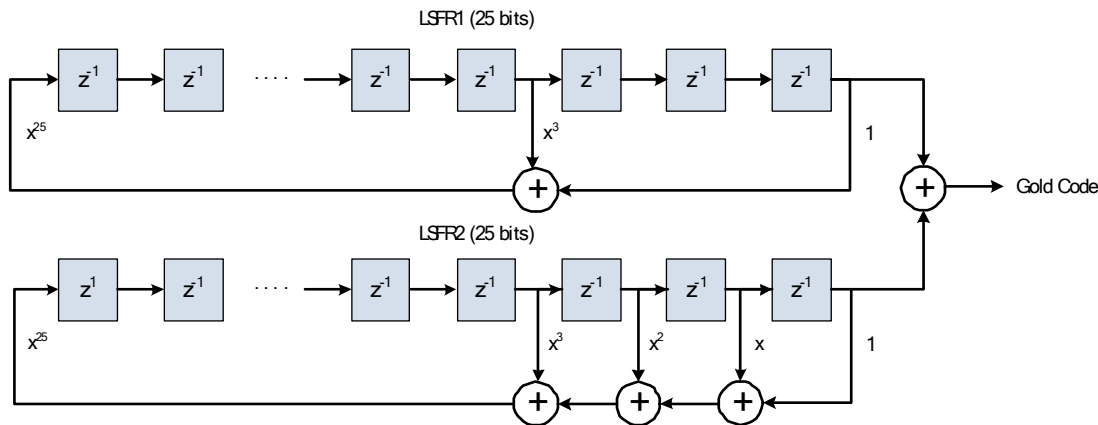 LSFR1 (25 bits)
z⁻¹ z⁻¹ .... z⁻¹ z⁻¹ z⁻¹ z⁻¹ z⁻¹
x²⁵ x³ 1
+ +
Gold Code
LSFR2 (25 bits)
z¹ z⁻¹ .... z⁻¹ z⁻¹ z⁻¹ z⁻¹ z⁻¹
x²⁵ x³ x² x 1
+ + +